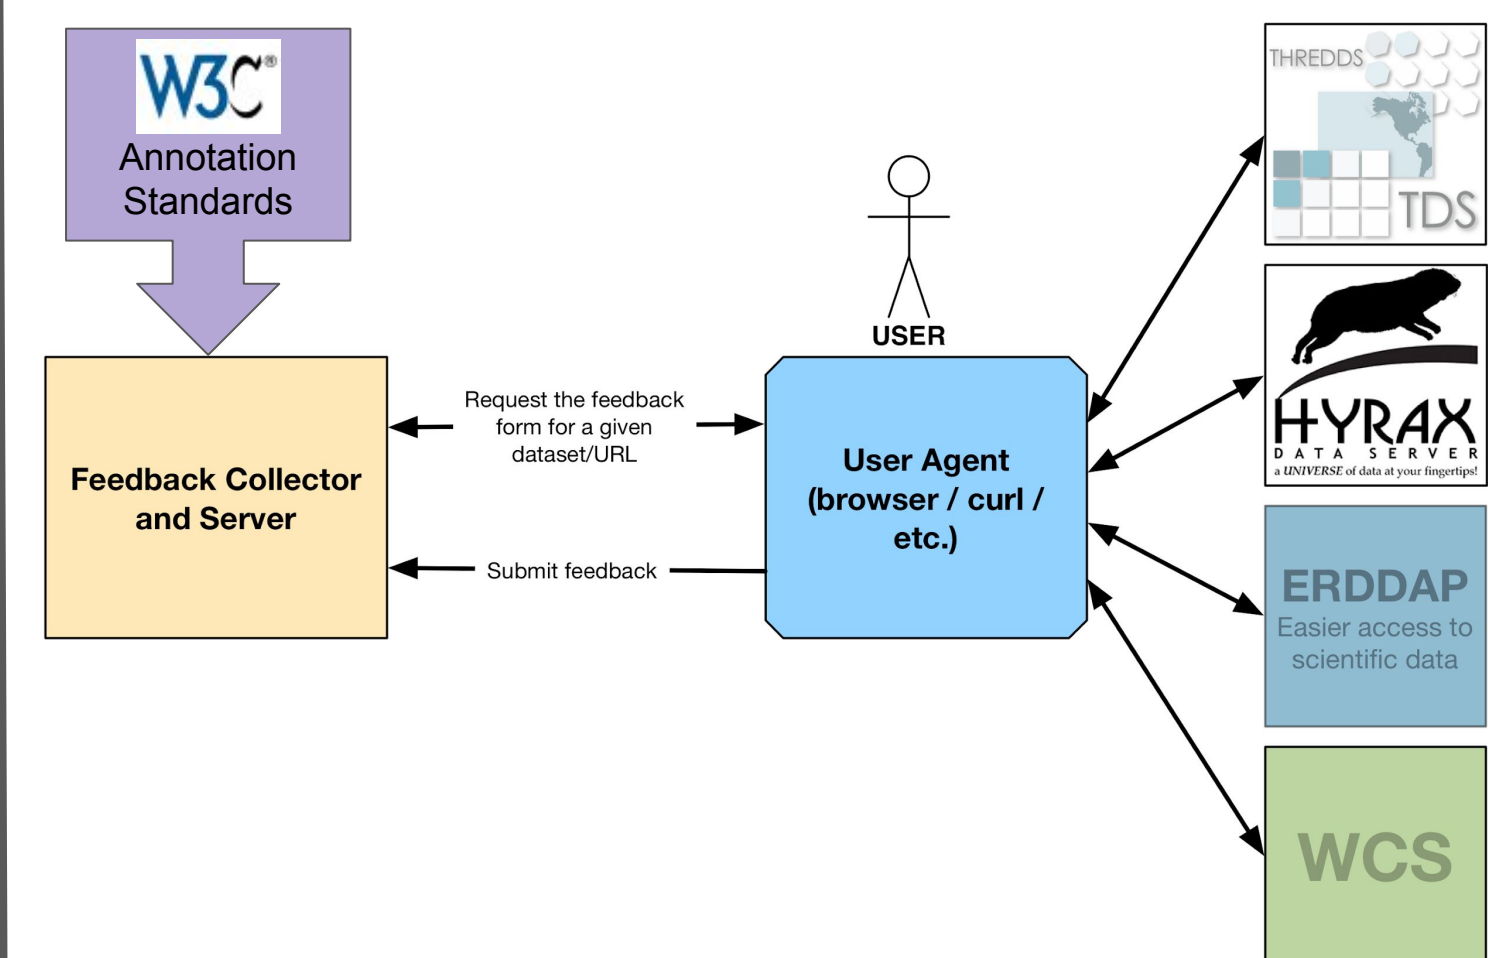 W3C®
Annotation
Standards
Feedback Collector
and Server
Request the feedback
form for a given
dataset/URL
Submit feedback
USER
User Agent
(browser / curl /
etc.)
THREDDS
TDS
HYRAX
DATA SERVER
a UNIVERSE of data at your fingertips!
ERDDAP
Easier access to
scientific data
WCS